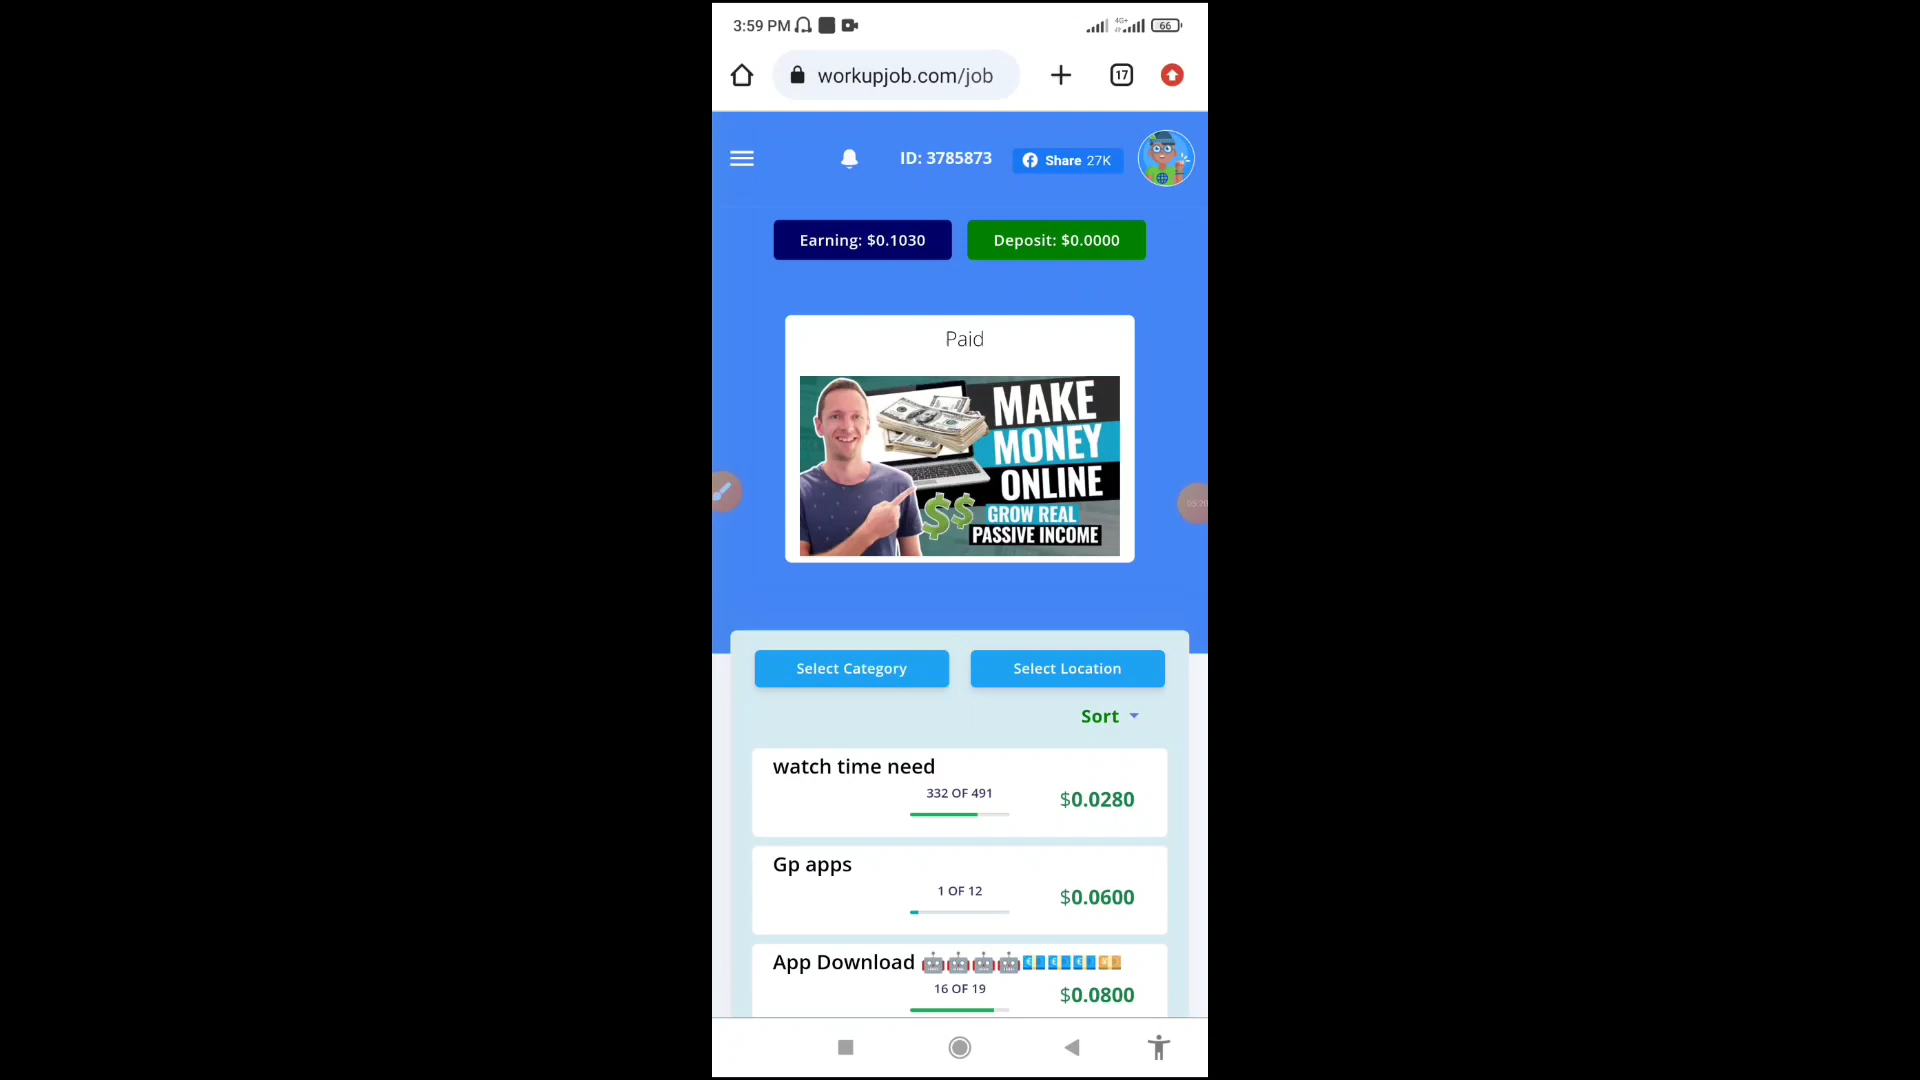 3:59 PM
4G+
66
workupjob.com/job
17
ID: 3785873
Share 27K
Earning: $0.1030
Deposit: $0.0000
Paid
MAKE
MONEY
ONLINE
$$
GROW REAL
PASSIVE INCOME
Select Category
Select Location
Sort
watch time need
332 OF 491
$0.0280
Gp apps
1 OF 12
$0.0600
App Download 🤖🤖🤖🤖💶💶💶💴
16 OF 19
$0.0800